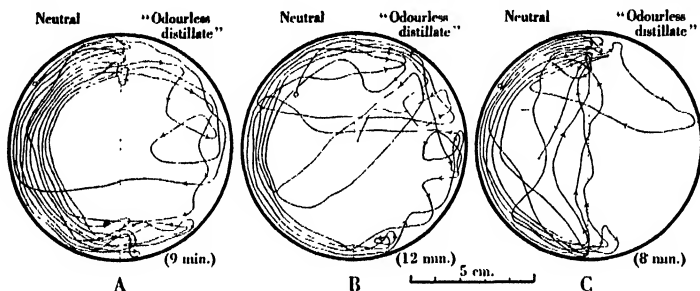 Neutral
"Odourless
distillate"
Neutral
"Odourless
distillate"
Neutral
"Odourless
distillate"
(9 min.)
(12 min.)
(8 min.)
5 cm.
A
B
C